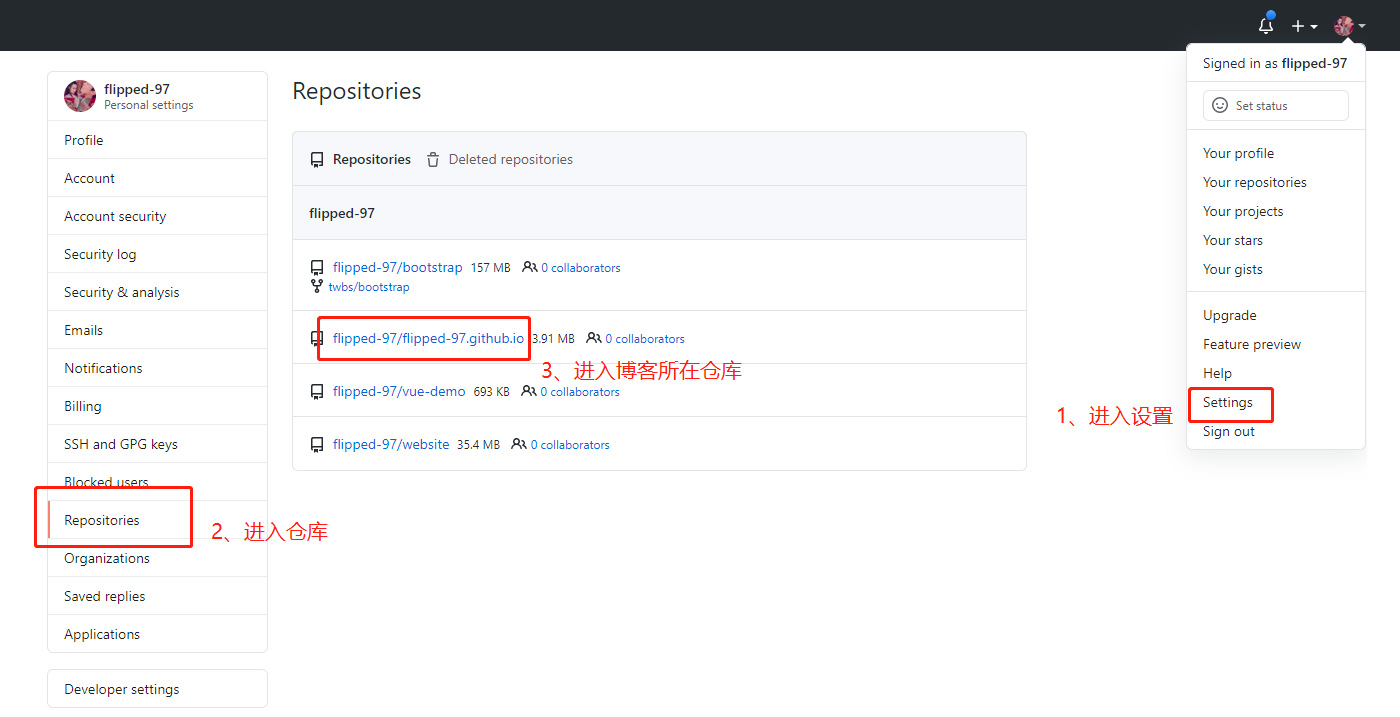 flipped-97
Personal settings
Profile
Account
Account security
Security log
Security & analysis
Emails
Notifications
Billing
SSH and GPG keys
Blocked users
Repositories
2、进入仓库
Organizations
Saved replies
Applications
Developer settings
Repositories
Repositories Deleted repositories
flipped-97
flipped-97/bootstrap 157 MB 0 collaborators
twbs/bootstrap
flipped-97/flipped-97.github.io 3.91 MB 0 collaborators
3、进入博客所在仓库
flipped-97/vue-demo 693 KB 0 collaborators
flipped-97/website 35.4 MB 0 collaborators
Signed in as flipped-97
Set status
Your profile
Your repositories
Your projects
Your stars
Your gists
Upgrade
Feature preview
Help
1、进入设置
Settings
Sign out